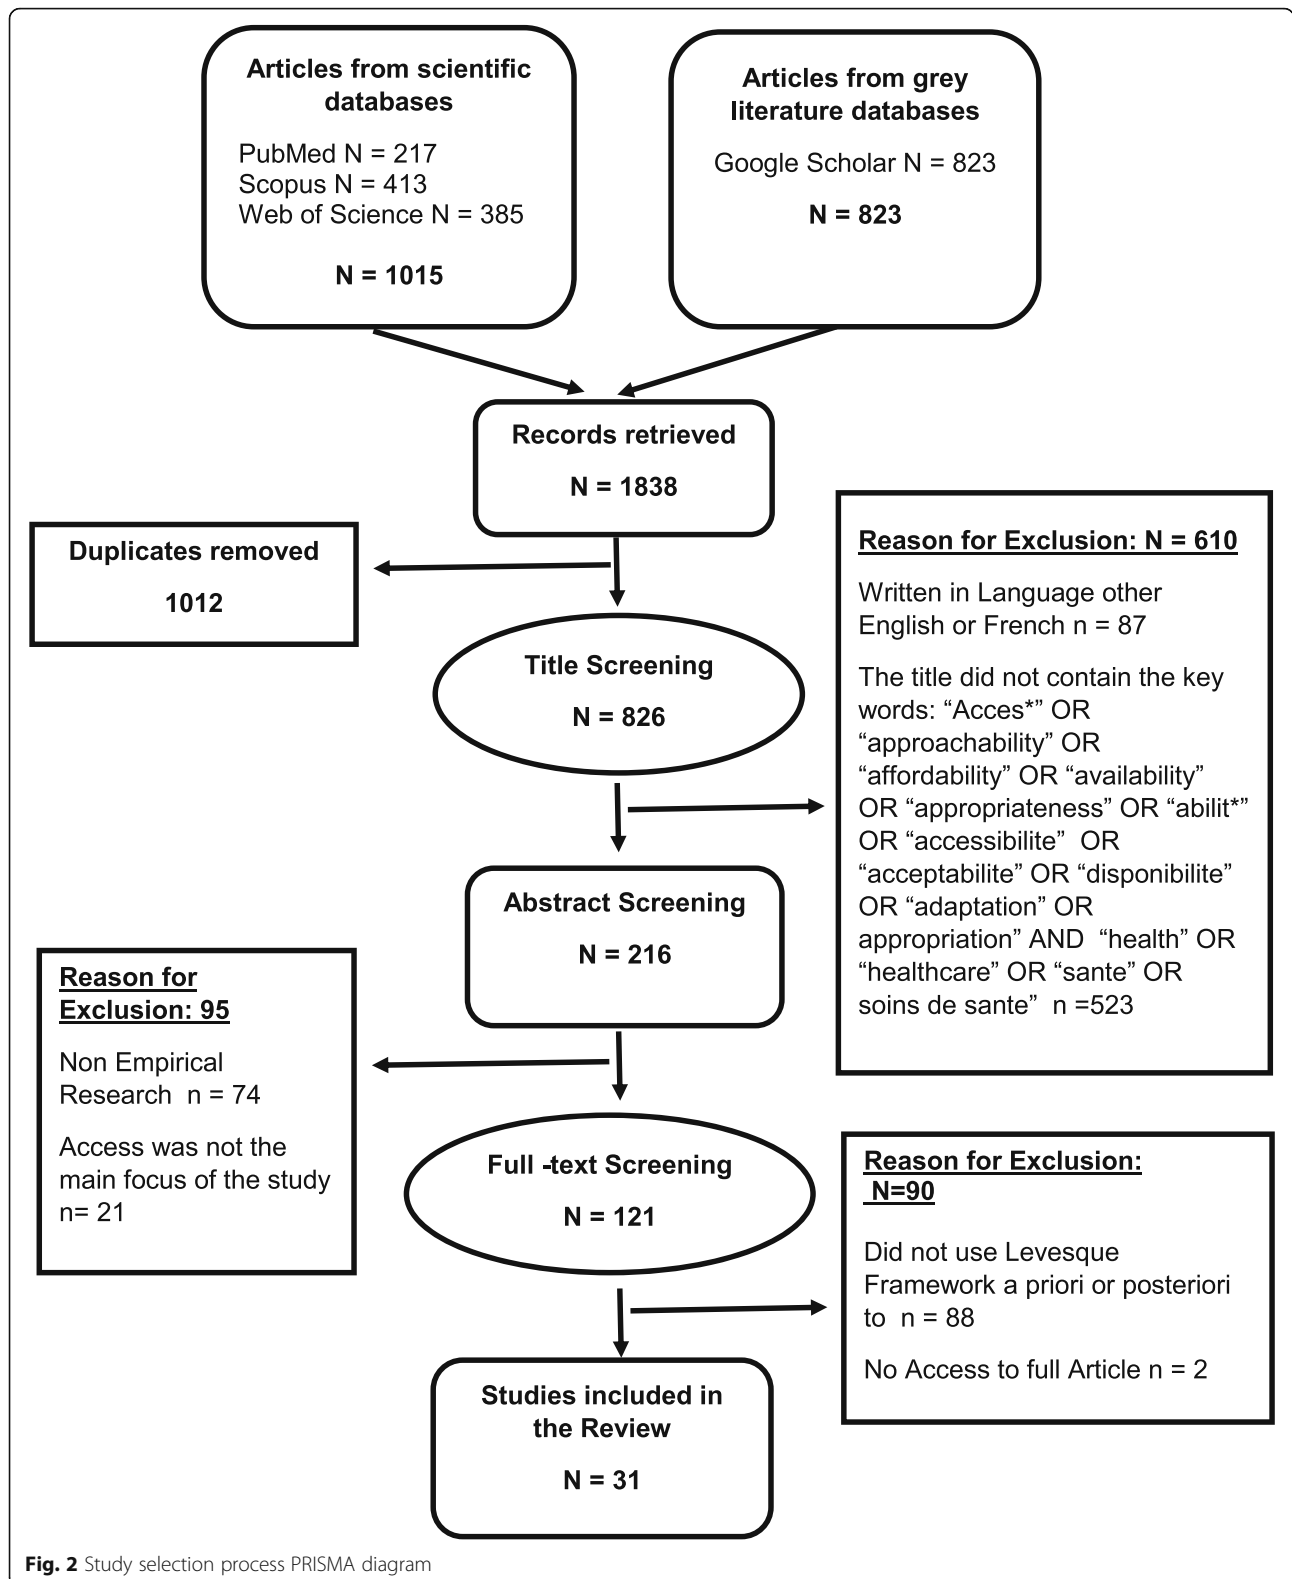 Articles from scientific
databases
PubMed N = 217
Scopus N = 413
Web of Science N = 385
N = 1015
Articles from grey
literature databases
Google Scholar N = 823
N = 823
Records retrieved
N = 1838
Duplicates removed
1012
Title Screening
N = 826
Reason for Exclusion: N = 610
Written in Language other
English or French n = 87
The title did not contain the key
words: “Acces*” OR
“approachability” OR
“affordability” OR “availability”
OR “appropriateness” OR “abilit*”
OR “accessibilite” OR
“acceptabilite” OR “disponibilite”
OR “adaptation” OR
appropriation” AND “health” OR
“healthcare” OR “sante” OR
soins de sante” n =523
Abstract Screening
N = 216
Reason for
Exclusion: 95
Non Empirical
Research n = 74
Access was not the
main focus of the study
n= 21
Full -text Screening
N = 121
Reason for Exclusion:
N=90
Did not use Levesque
Framework a priori or posteriori
to n = 88
No Access to full Article n = 2
Studies included in
the Review
N = 31
Fig. 2 Study selection process PRISMA diagram